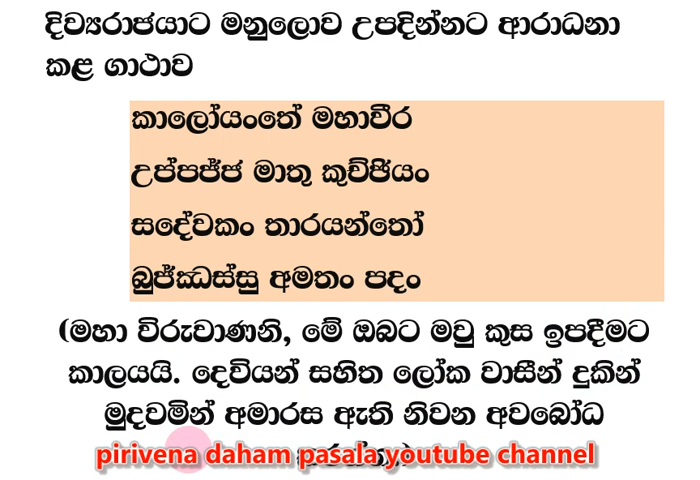 දිව්‍යරාජයාට මනුලොව උපදින්නට ආරාධනා
කළ ගාථාව
කාලෝයංතේ මහාවීර
උප්පජ්ජ මාතු කුච්ඡියං
සදේවකං තාරයන්තෝ
බුජ්ඣස්සු අමතං පදං
(මහා විරුවාණනි, මේ ඔබට මවු කුස ඉපදීමට
කාලයයි. දෙවියන් සහිත ලෝක වාසීන් දුකින්
මුදවමින් අමාරස ඇති නිවන අවබෝධ
pirivena daham pasala youtube channel